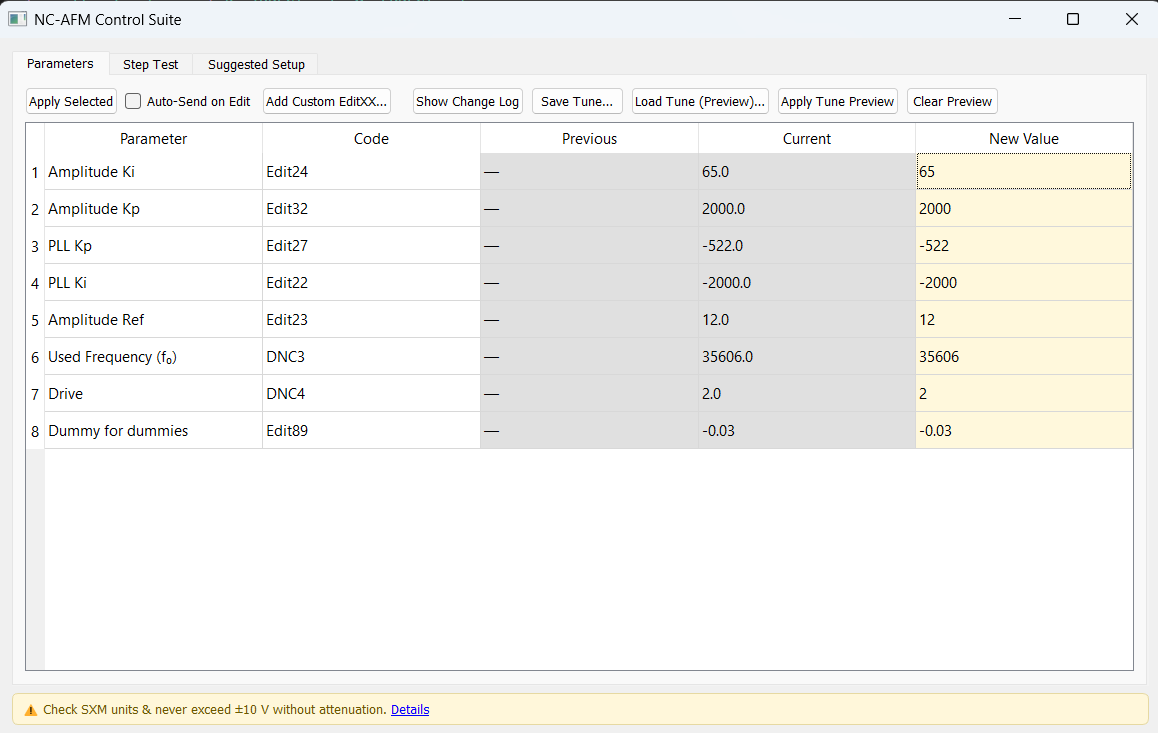 NC-AFM Control Suite
Parameters Step Test Suggested Setup
Apply Selected Auto-Send on Edit Add Custom EditXX... Show Change Log Save Tune... Load Tune (Preview)... Apply Tune Preview Clear Preview
Parameter Code Previous Current New Value
1 Amplitude Ki Edit24 — 65.0 65
2 Amplitude Kp Edit32 — 2000.0 2000
3 PLL Kp Edit27 — -522.0 -522
4 PLL Ki Edit22 — -2000.0 -2000
5 Amplitude Ref Edit23 — 12.0 12
6 Used Frequency (f₀) DNC3 — 35606.0 35606
7 Drive DNC4 — 2.0 2
8 Dummy for dummies Edit89 — -0.03 -0.03
Check SXM units & never exceed ±10 V without attenuation. Details